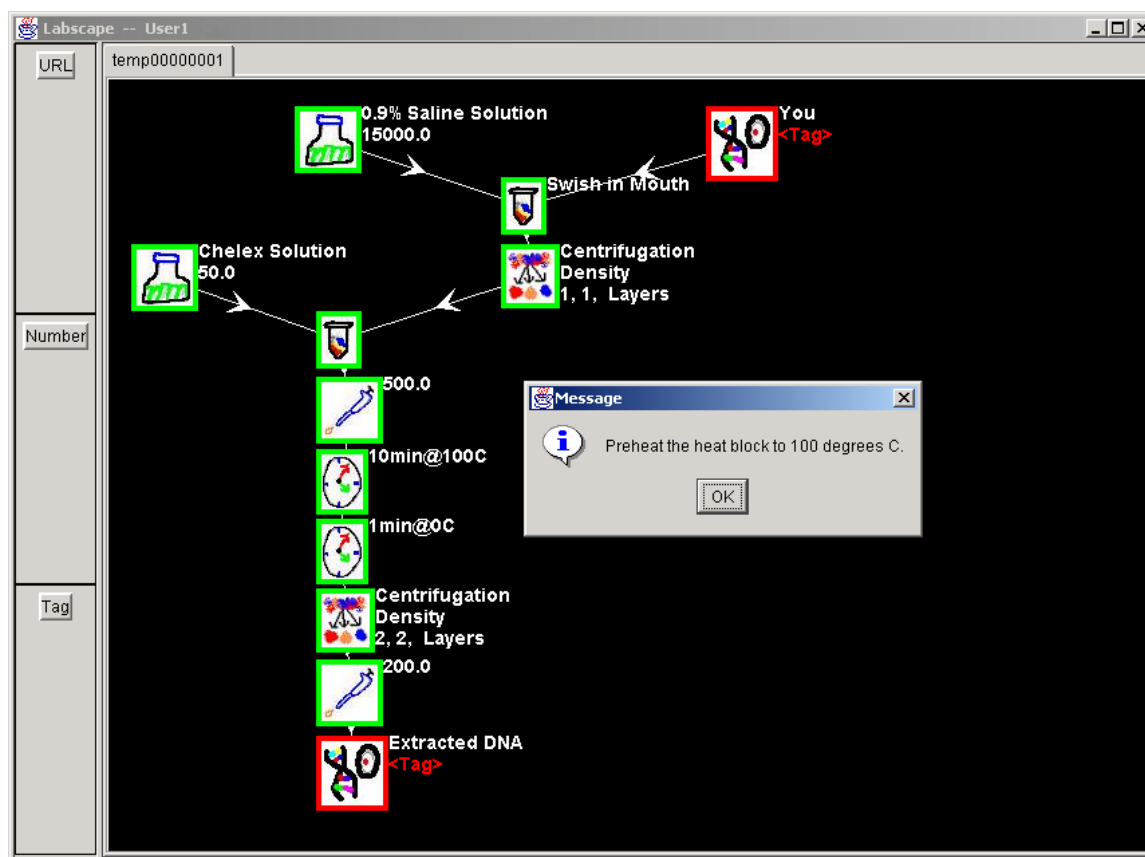 Labscape -- User1
URL
temp00000001
0.9% Saline Solution
15000.0
You
<Tag>
Swish in Mouth
Chelex Solution
50.0
Centrifugation
Density
1, 1, Layers
Number
500.0
Message
Preheat the heat block to 100 degrees C.
OK
10min@100C
1min@0C
Tag
Centrifugation
Density
2, 2, Layers
200.0
Extracted DNA
<Tag>